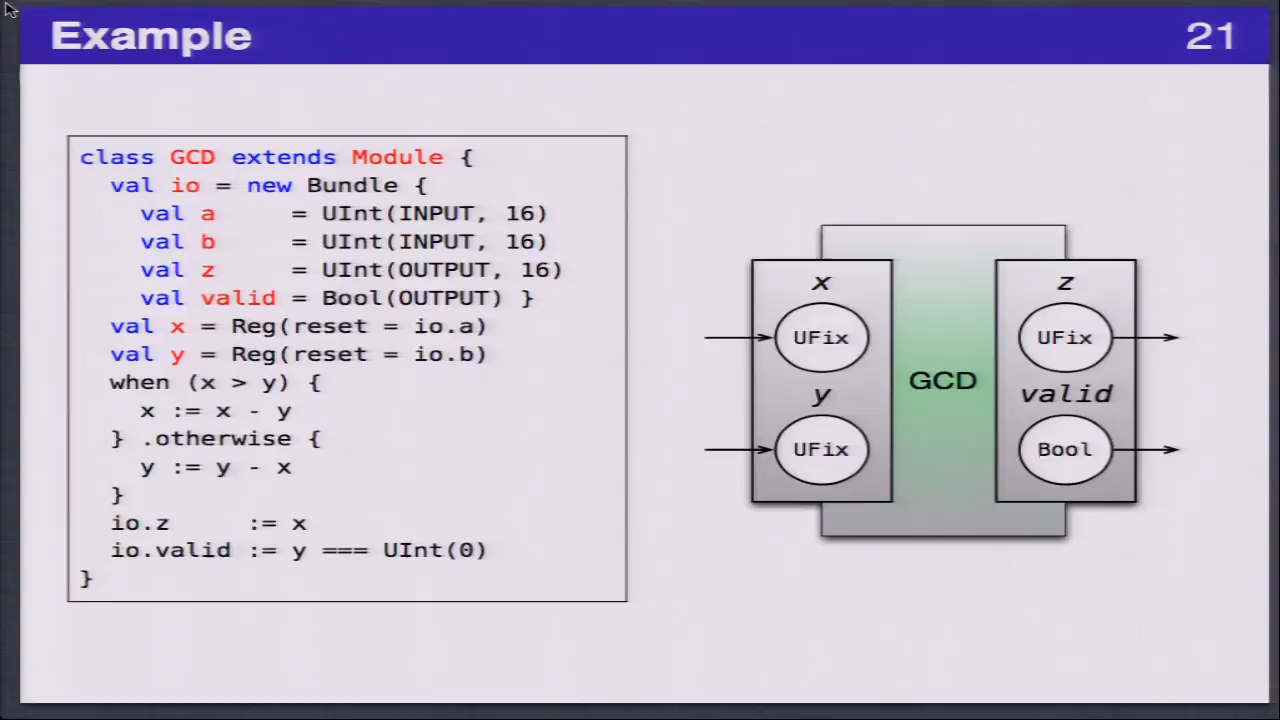 Example 21
class GCD extends Module {
  val io = new Bundle {
    val a     = UInt(INPUT, 16)
    val b     = UInt(INPUT, 16)
    val z     = UInt(OUTPUT, 16)
    val valid = Bool(OUTPUT) }
  val x = Reg(reset = io.a)
  val y = Reg(reset = io.b)
  when (x > y) {
    x := x - y
  } .otherwise {
    y := y - x
  }
  io.z     := x
  io.valid := y === UInt(0)
}
x
UFix
y
UFix
GCD
z
UFix
valid
Bool